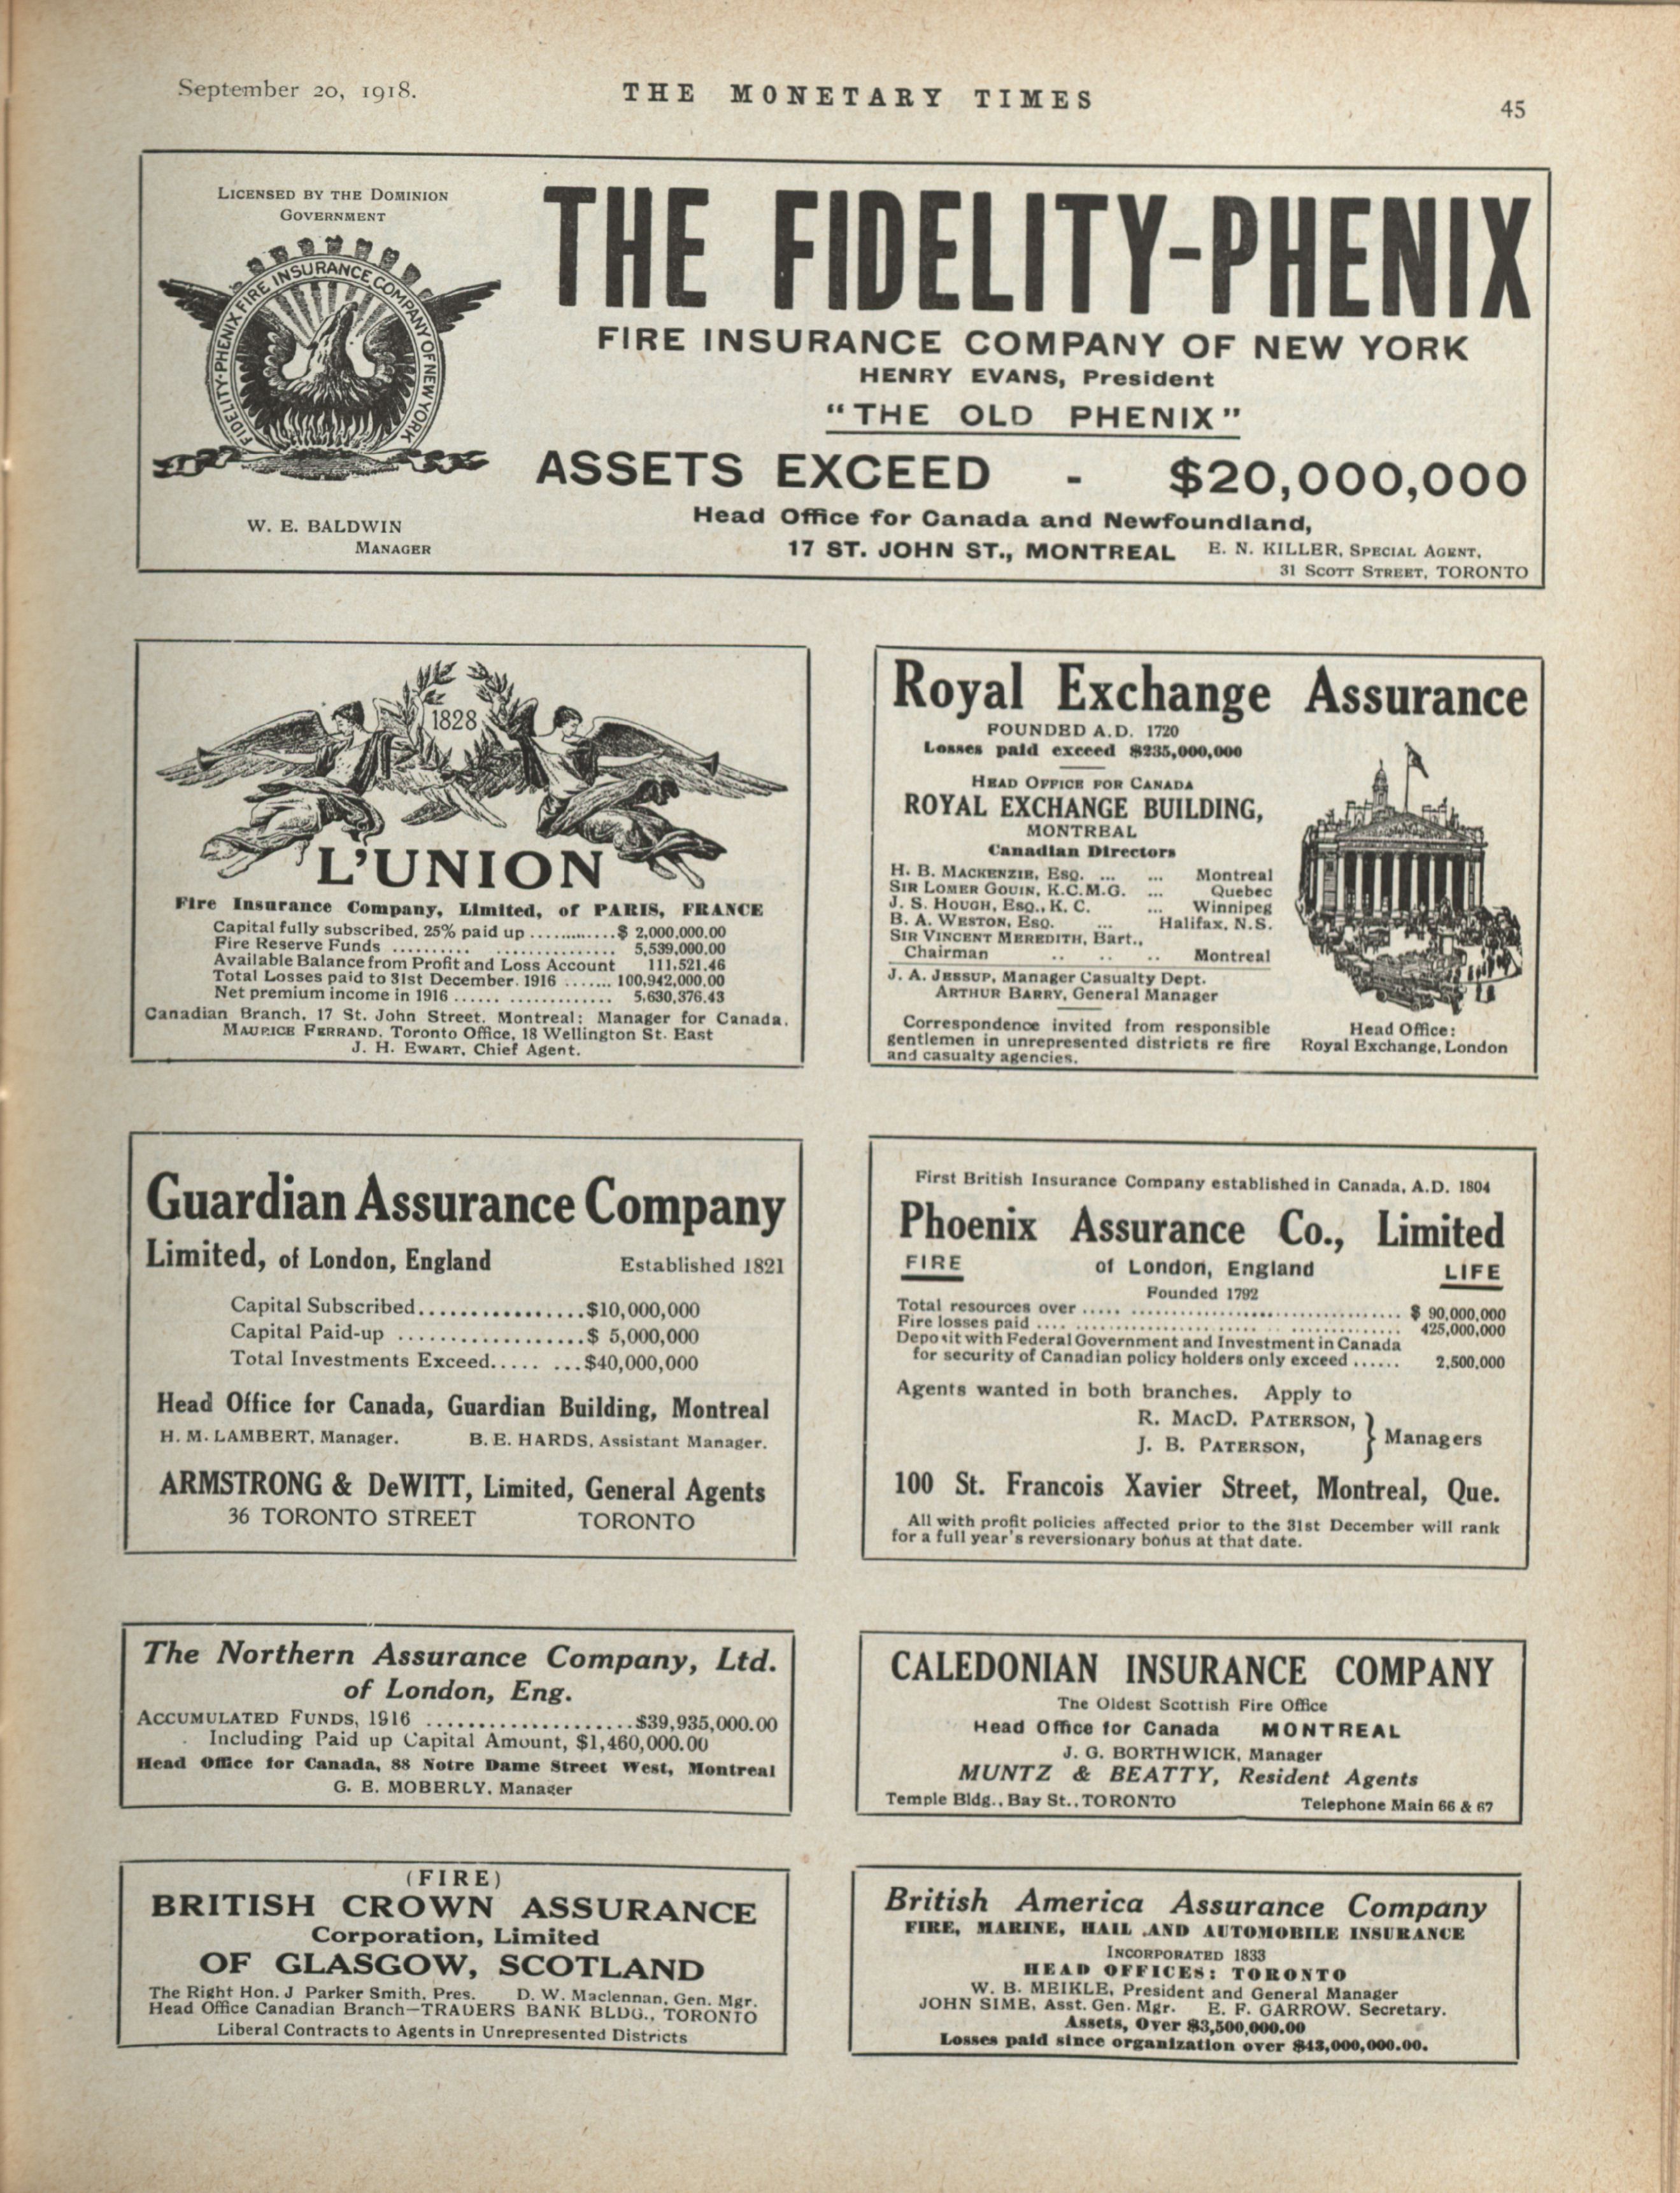 September 20, 1918.
THE MONETARY TIMES
45
LICENSED BY THE DOMINION
GOVERNMENT
FIDELITY-PHENIX FIRE INSURANCE COMPANY OF NEW YORK
W. E. BALDWIN
MANAGER
THE FIDELITY-PHENIX
FIRE INSURANCE COMPANY OF NEW YORK
HENRY EVANS, President
"THE OLD PHENIX"
ASSETS EXCEED - $20,000,000
Head Office for Canada and Newfoundland,
17 ST. JOHN ST., MONTREAL
E. N. KILLER, SPECIAL AGENT,
31 SCOTT STREET, TORONTO
1828
L'UNION
Fire Insurance Company, Limited, of PARIS, FRANCE
Capital fully subscribed, 25% paid up ............. $ 2,000,000.00
Fire Reserve Funds .......... ............... 5,539,000.00
Available Balance from Profit and Loss Account 111,521.46
Total Losses paid to 31st December, 1916 ....... 100,942,000.00
Net premium income in 1916 ...... ............. 5,630,376.43
Canadian Branch, 17 St. John Street, Montreal; Manager for Canada,
MAURICE FERRAND, Toronto Office, 18 Wellington St. East
J. H. EWART, Chief Agent.
Royal Exchange Assurance
FOUNDED A.D. 1720
Losses paid exceed $235,000,000
HEAD OFFICE FOR CANADA
ROYAL EXCHANGE BUILDING,
MONTREAL
Canadian Directors
H. B. MACKENZIE, ESQ. ... ... Montreal
SIR LOMER GOUIN, K.C.M.G. ... Quebec
J. S. HOUGH, ESQ., K. C. ... Winnipeg
B. A. WESTON, ESQ. ... Halifax, N.S.
SIR VINCENT MEREDITH, Bart.,
Chairman .. .. .. Montreal
J. A. JESSUP, Manager Casualty Dept.
ARTHUR BARRY, General Manager
Correspondence invited from responsible
gentlemen in unrepresented districts re fire
and casualty agencies.
Head Office:
Royal Exchange, London
Guardian Assurance Company
Limited, of London, England Established 1821
Capital Subscribed.................$10,000,000
Capital Paid-up ...................$ 5,000,000
Total Investments Exceed..... ...$40,000,000
Head Office for Canada, Guardian Building, Montreal
H. M. LAMBERT, Manager. B. E. HARDS, Assistant Manager.
ARMSTRONG & DeWITT, Limited, General Agents
36 TORONTO STREET TORONTO
First British Insurance Company established in Canada, A.D. 1804
Phoenix Assurance Co., Limited
FIRE of London, England LIFE
Founded 1792
Total resources over ..... .................................. $ 90,000,000
Fire losses paid .... ........................ .............. 425,000,000
Deposit with Federal Government and Investment in Canada
for security of Canadian policy holders only exceed ...... 2,500,000
Agents wanted in both branches. Apply to
R. MACD. PATERSON,
J. B. PATERSON,
} Managers
100 St. Francois Xavier Street, Montreal, Que.
All with profit policies affected prior to the 31st December will rank
for a full year's reversionary bonus at that date.
The Northern Assurance Company, Ltd.
of London, Eng.
ACCUMULATED FUNDS, 1916 .....................$39,935,000.00
Including Paid up Capital Amount, $1,460,000.00
Head Office for Canada, 88 Notre Dame Street West, Montreal
G. E. MOBERLY, Manager
CALEDONIAN INSURANCE COMPANY
The Oldest Scottish Fire Office
Head Office for Canada MONTREAL
J. G. BORTHWICK, Manager
MUNTZ & BEATTY, Resident Agents
Temple Bldg., Bay St., TORONTO Telephone Main 66 & 67
(FIRE)
BRITISH CROWN ASSURANCE
Corporation, Limited
OF GLASGOW, SCOTLAND
The Right Hon. J Parker Smith, Pres. D. W. Maclennan, Gen. Mgr.
Head Office Canadian Branch—TRADERS BANK BLDG., TORONTO
Liberal Contracts to Agents in Unrepresented Districts
British America Assurance Company
FIRE, MARINE, HAIL AND AUTOMOBILE INSURANCE
INCORPORATED 1833
HEAD OFFICES: TORONTO
W. B. MEIKLE, President and General Manager
JOHN SIME, Asst. Gen. Mgr. E. F. GARROW, Secretary.
Assets, Over $3,500,000.00
Losses paid since organization over $43,000,000.00.